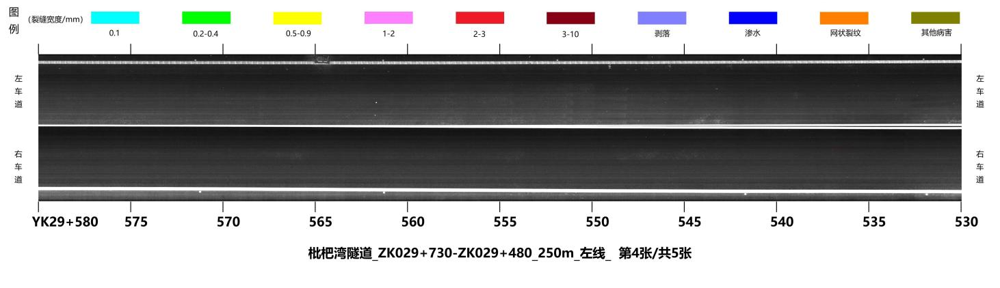 图例 (裂缝宽度/mm)
0.1 0.2-0.4 0.5-0.9 1-2 2-3 3-10 剥落 渗水 网状裂纹 其他病害
左车道 左车道
右车道 右车道
YK29+580 575 570 565 560 555 550 545 540 535 530
枇杷湾隧道_ZK029+730-ZK029+480_250m_左线_ 第4张/共5张